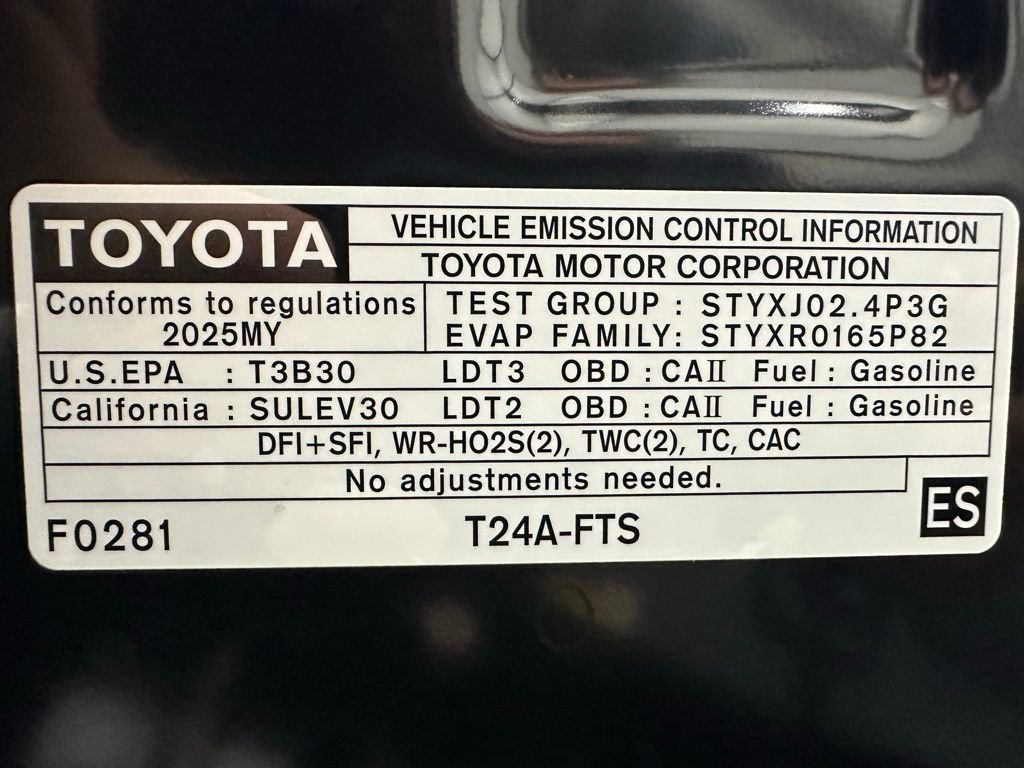 TOYOTA
VEHICLE EMISSION CONTROL INFORMATION
TOYOTA MOTOR CORPORATION
Conforms to regulations
2025MY
TEST GROUP : STYXJ02.4P3G
EVAP FAMILY: STYXR0165P82
U.S.EPA : T3B30 LDT3 OBD : CAⅡ Fuel : Gasoline
California : SULEV30 LDT2 OBD : CAⅡ Fuel : Gasoline
DFI+SFI, WR-HO2S(2), TWC(2), TC, CAC
No adjustments needed.
F0281
T24A-FTS
ES